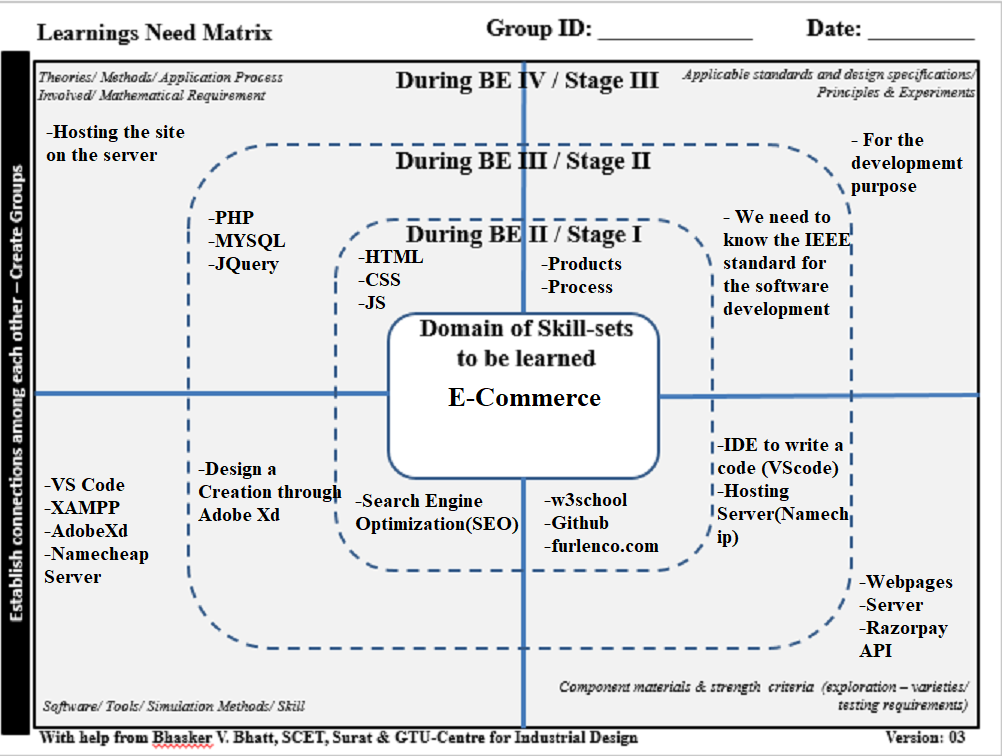 Learnings Need Matrix
Group ID: ______________
Date: __________
Establish connections among each other – Create Groups
Theories/ Methods/ Application Process
Involved/ Mathematical Requirement
During BE IV / Stage III
Applicable standards and design specifications/
Principles & Experiments
-Hosting the site
on the server
- For the
developmemt
purpose
During BE III / Stage II
-PHP
-MYSQL
-JQuery
- We need to
know the IEEE
standard for
the software
development
During BE II / Stage I
-HTML
-CSS
-JS
-Products
-Process
Domain of Skill-sets
to be learned
E-Commerce
-VS Code
-XAMPP
-AdobeXd
-Namecheap
Server
-Design a
Creation through
Adobe Xd
-Search Engine
Optimization(SEO)
-w3school
-Github
-furlenco.com
-IDE to write a
code (VScode)
-Hosting
Server(Namech
ip)
-Webpages
-Server
-Razorpay
API
Software/ Tools/ Simulation Methods/ Skill
Component materials & strength criteria (exploration – varieties/
testing requirements)
With help from Bhasker V. Bhatt, SCET, Surat & GTU-Centre for Industrial Design
Version: 03